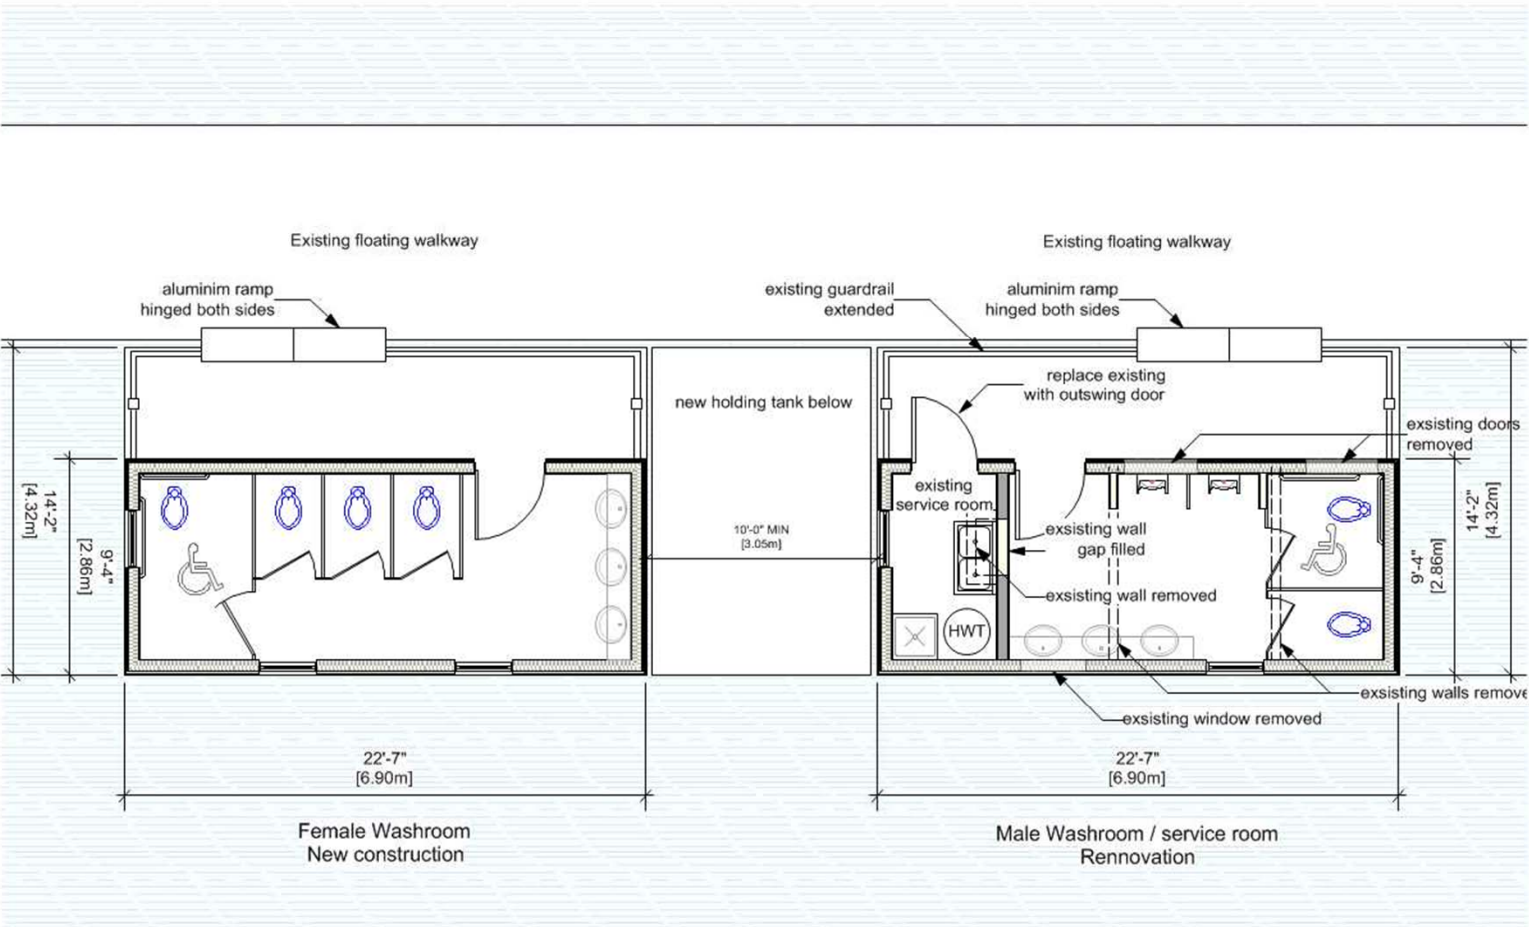 Existing floating walkway
Existing floating walkway
aluminim ramp
hinged both sides
existing guardrail
extended
aluminim ramp
hinged both sides
replace existing
with outswing door
new holding tank below
exsisting doors
removed
existing
service room
14'-2"
[4.32m]
9'-4"
[2.86m]
10'-0" MIN
[3.05m]
exsisting wall
gap filled
exsisting wall removed
HWT
14'-2"
[4.32m]
9'-4"
[2.86m]
exsisting walls remove
exsisting window removed
22'-7"
[6.90m]
22'-7"
[6.90m]
Female Washroom
New construction
Male Washroom / service room
Rennovation